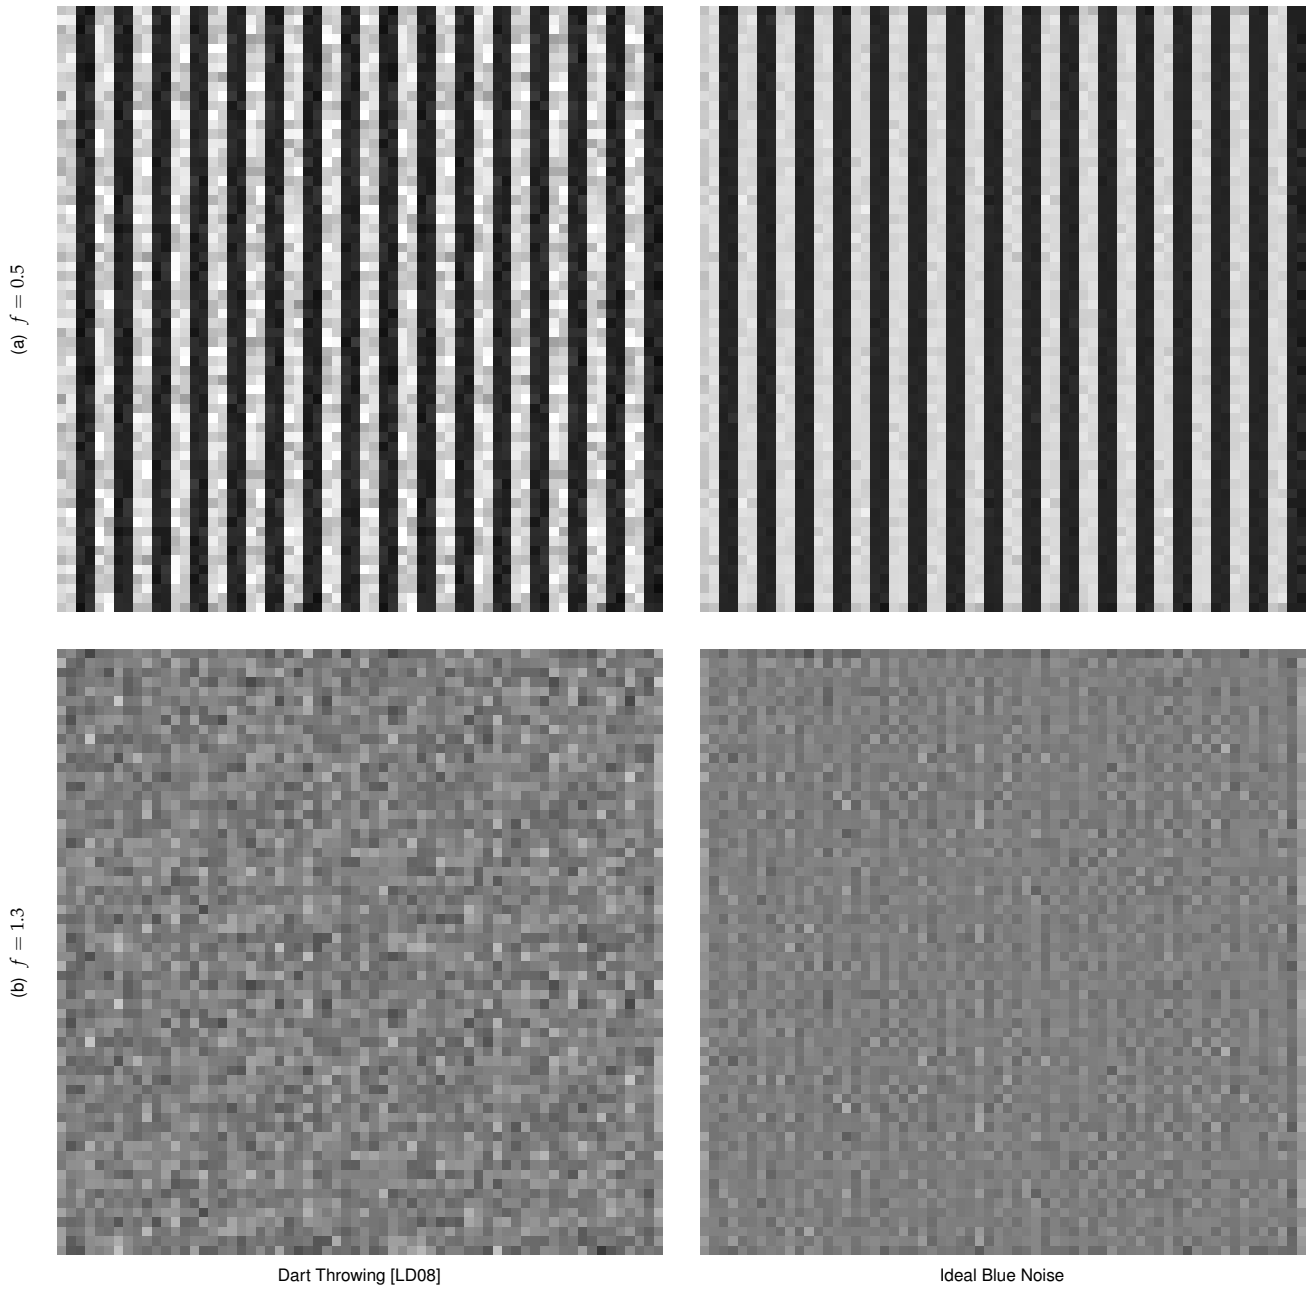 (a) f = 0.5
(b) f = 1.3
Dart Throwing [LD08]
Ideal Blue Noise